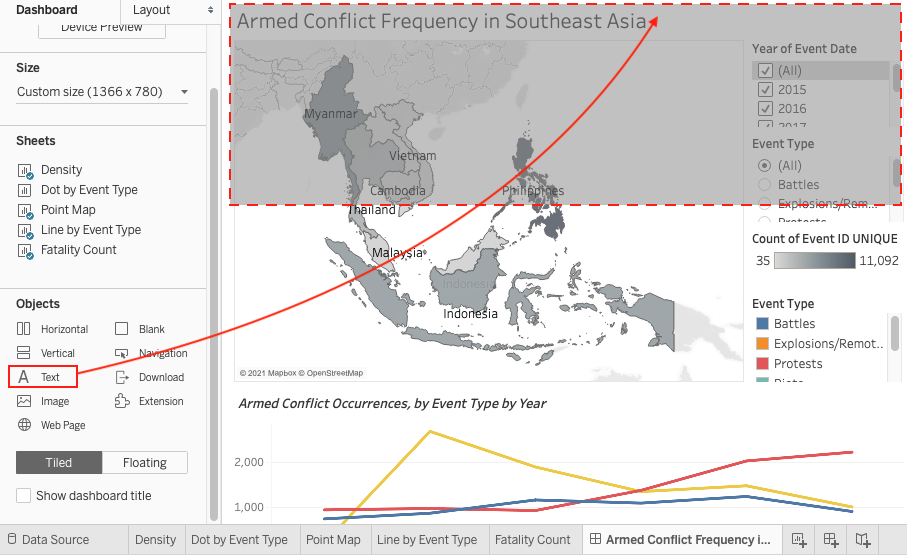 Dashboard
Layout
Device Preview
Size
Custom size (1366 x 780)
Sheets
Density
Dot by Event Type
Point Map
Line by Event Type
Fatality Count
Objects
Horizontal
Blank
Vertical
Navigation
A Text
Download
Image
Extension
Web Page
Tiled
Floating
Show dashboard title
Armed Conflict Frequency in Southeast Asia
Myanmar
Vietnam
Cambodia
Philippines
Thailand
Malaysia
Indonesia
Indonesia
© 2021 Mapbox © OpenStreetMap
Year of Event Date
(All)
2015
2016
2017
Event Type
(All)
Battles
Explosions/Rem...
Protests
Count of Event ID UNIQUE
35
11,092
Event Type
Battles
Explosions/Remot...
Protests
Riots
Armed Conflict Occurrences, by Event Type by Year
2,000
1,000
Data Source
Density
Dot by Event Type
Point Map
Line by Event Type
Fatality Count
Armed Conflict Frequency i...